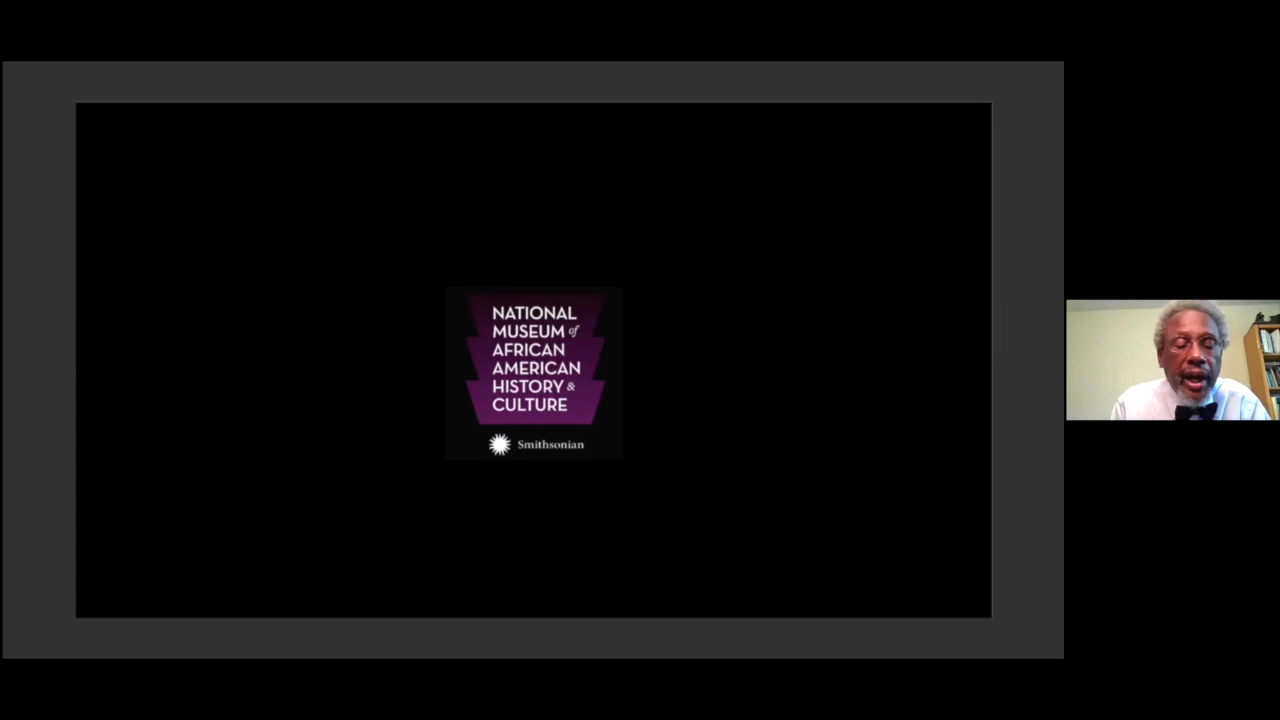 NATIONAL
MUSEUM of
AFRICAN
AMERICAN
HISTORY &
CULTURE
Smithsonian